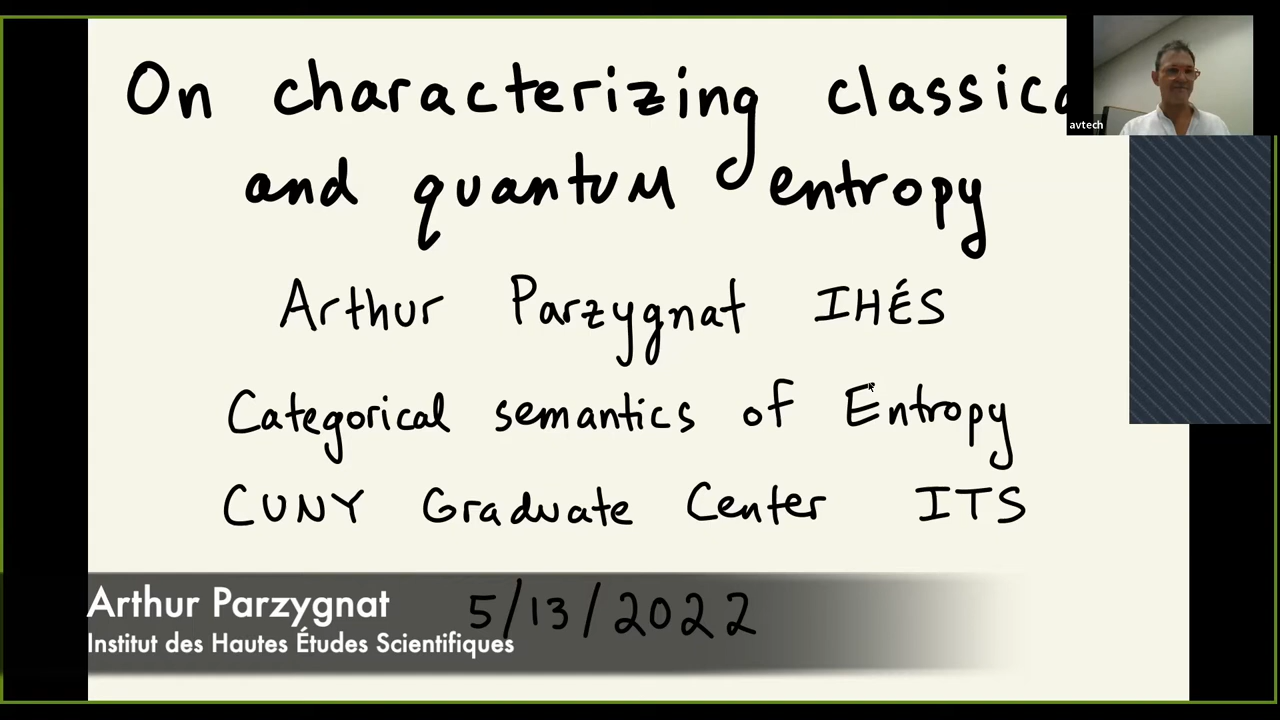 On characterizing classica
avtech
and quantum entropy
Arthur Parzygnat IHÉS
Categorical semantics of Entropy
CUNY Graduate Center ITS
5/13/2022
Arthur Parzygnat
Institut des Hautes Études Scientifiques